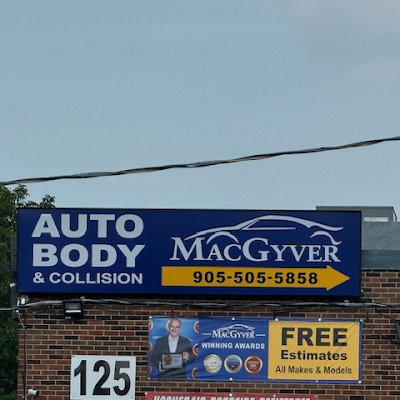 AUTO
BODY
& COLLISION
MACGYVER
905-505-5858
MACGYVER
WINNING AWARDS
FREE
Estimates
All Makes & Models
125